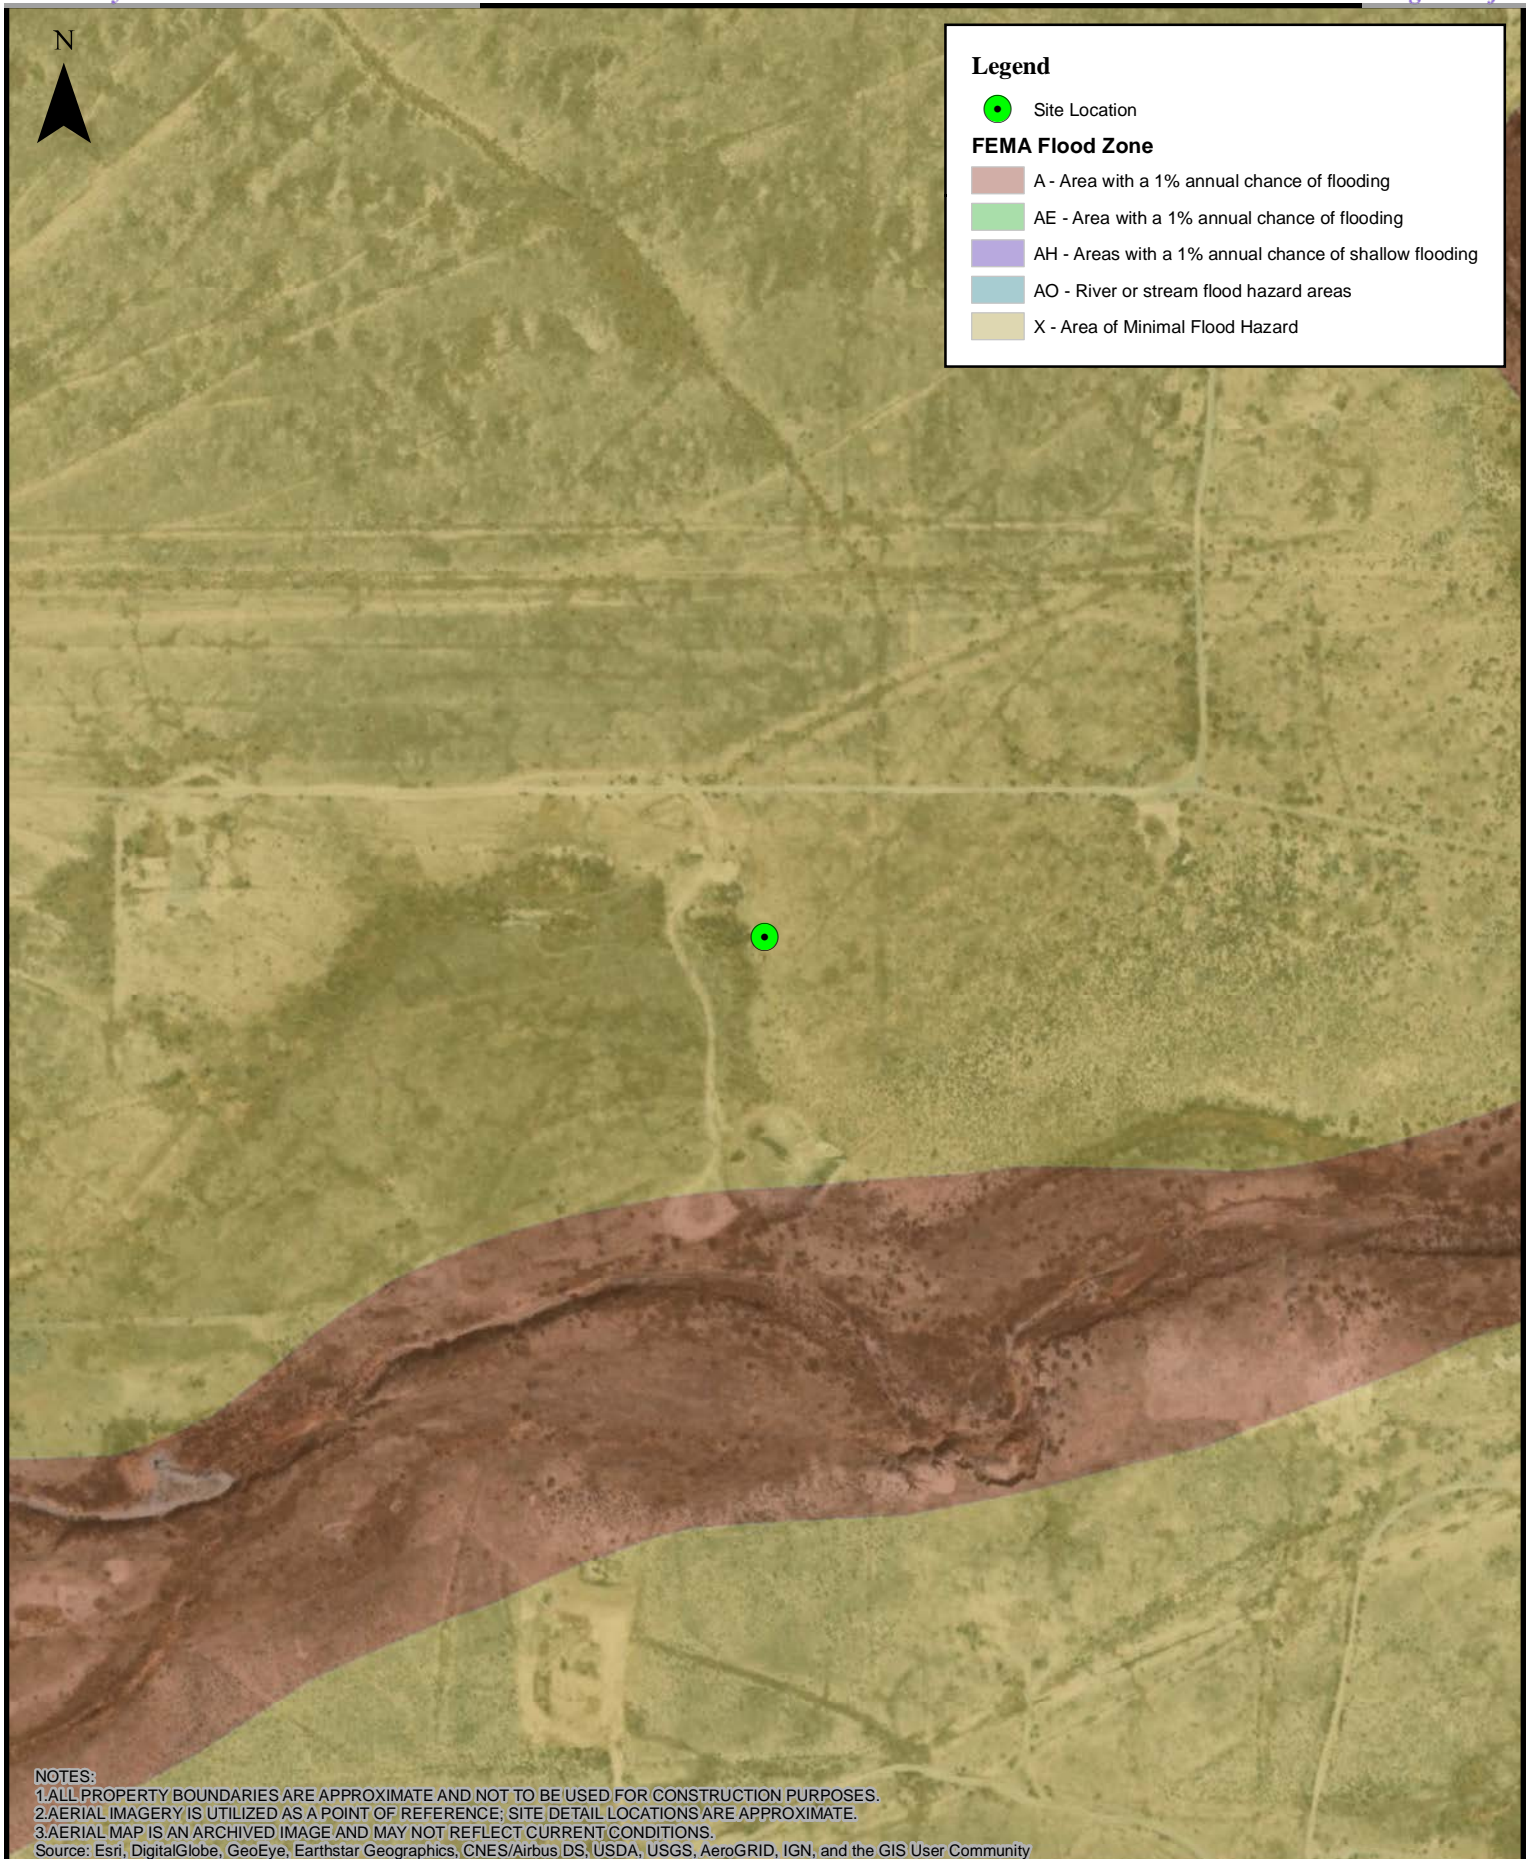 N
Legend
Site Location
FEMA Flood Zone
A - Area with a 1% annual chance of flooding
AE - Area with a 1% annual chance of flooding
AH - Areas with a 1% annual chance of shallow flooding
AO - River or stream flood hazard areas
X - Area of Minimal Flood Hazard
NOTES:
1.ALL PROPERTY BOUNDARIES ARE APPROXIMATE AND NOT TO BE USED FOR CONSTRUCTION PURPOSES.
2.AERIAL IMAGERY IS UTILIZED AS A POINT OF REFERENCE; SITE DETAIL LOCATIONS ARE APPROXIMATE.
3.AERIAL MAP IS AN ARCHIVED IMAGE AND MAY NOT REFLECT CURRENT CONDITIONS.
Source: Esri, DigitalGlobe, GeoEye, Earthstar Geographics, CNES/Airbus DS, USDA, USGS, AeroGRID, IGN, and the GIS User Community